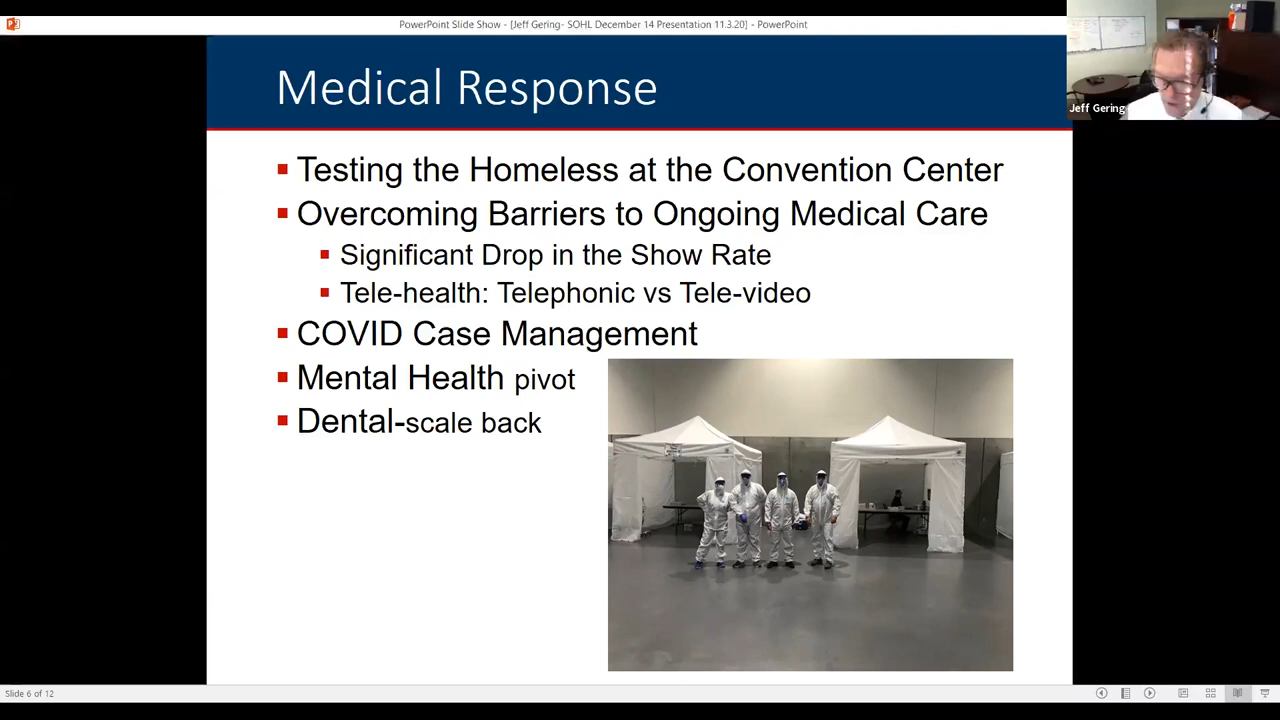 PowerPoint Slide Show - [Jeff Gering- SOHL December 14 Presentation 11.3.20] - PowerPoint
Jeff Gering
Medical Response
Testing the Homeless at the Convention Center
Overcoming Barriers to Ongoing Medical Care
Significant Drop in the Show Rate
Tele-health: Telephonic vs Tele-video
COVID Case Management
Mental Health pivot
Dental-scale back
Slide 6 of 12